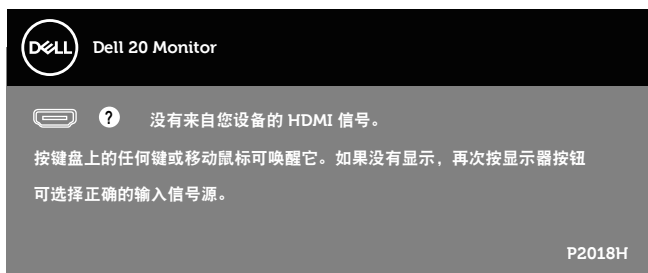 DELL
Dell 20 Monitor
? 没有来自您设备的 HDMI 信号。
按键盘上的任何键或移动鼠标可唤醒它。如果没有显示，再次按显示器按钮
可选择正确的输入信号源。
P2018H